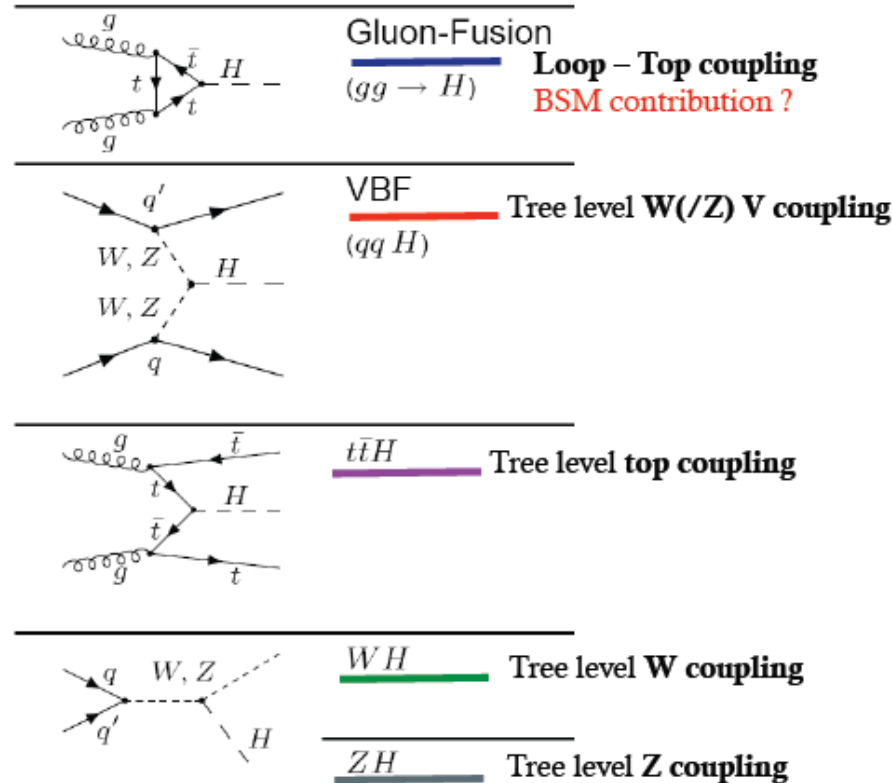 g
t̄
H
t
t
g
Gluon-Fusion
(gg → H)
Loop – Top coupling
BSM contribution ?
q′
W, Z
H
W, Z
q
VBF
(qq H)
Tree level W(/Z) V coupling
g
t̄
t
H
t̄
g
t
tt̄H
Tree level top coupling
q
W, Z
q′
H
WH
Tree level W coupling
ZH
Tree level Z coupling